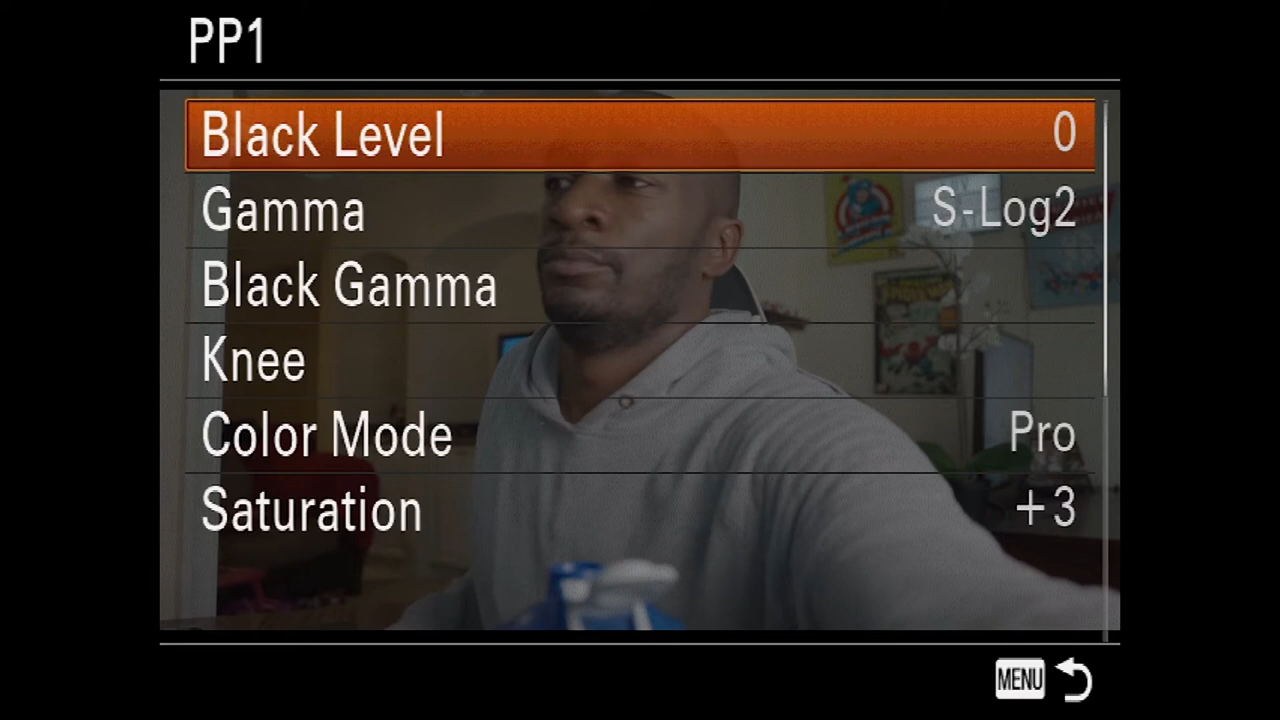 PP1
Black Level 0
Gamma S-Log2
Black Gamma
Knee
Color Mode Pro
Saturation +3
MENU